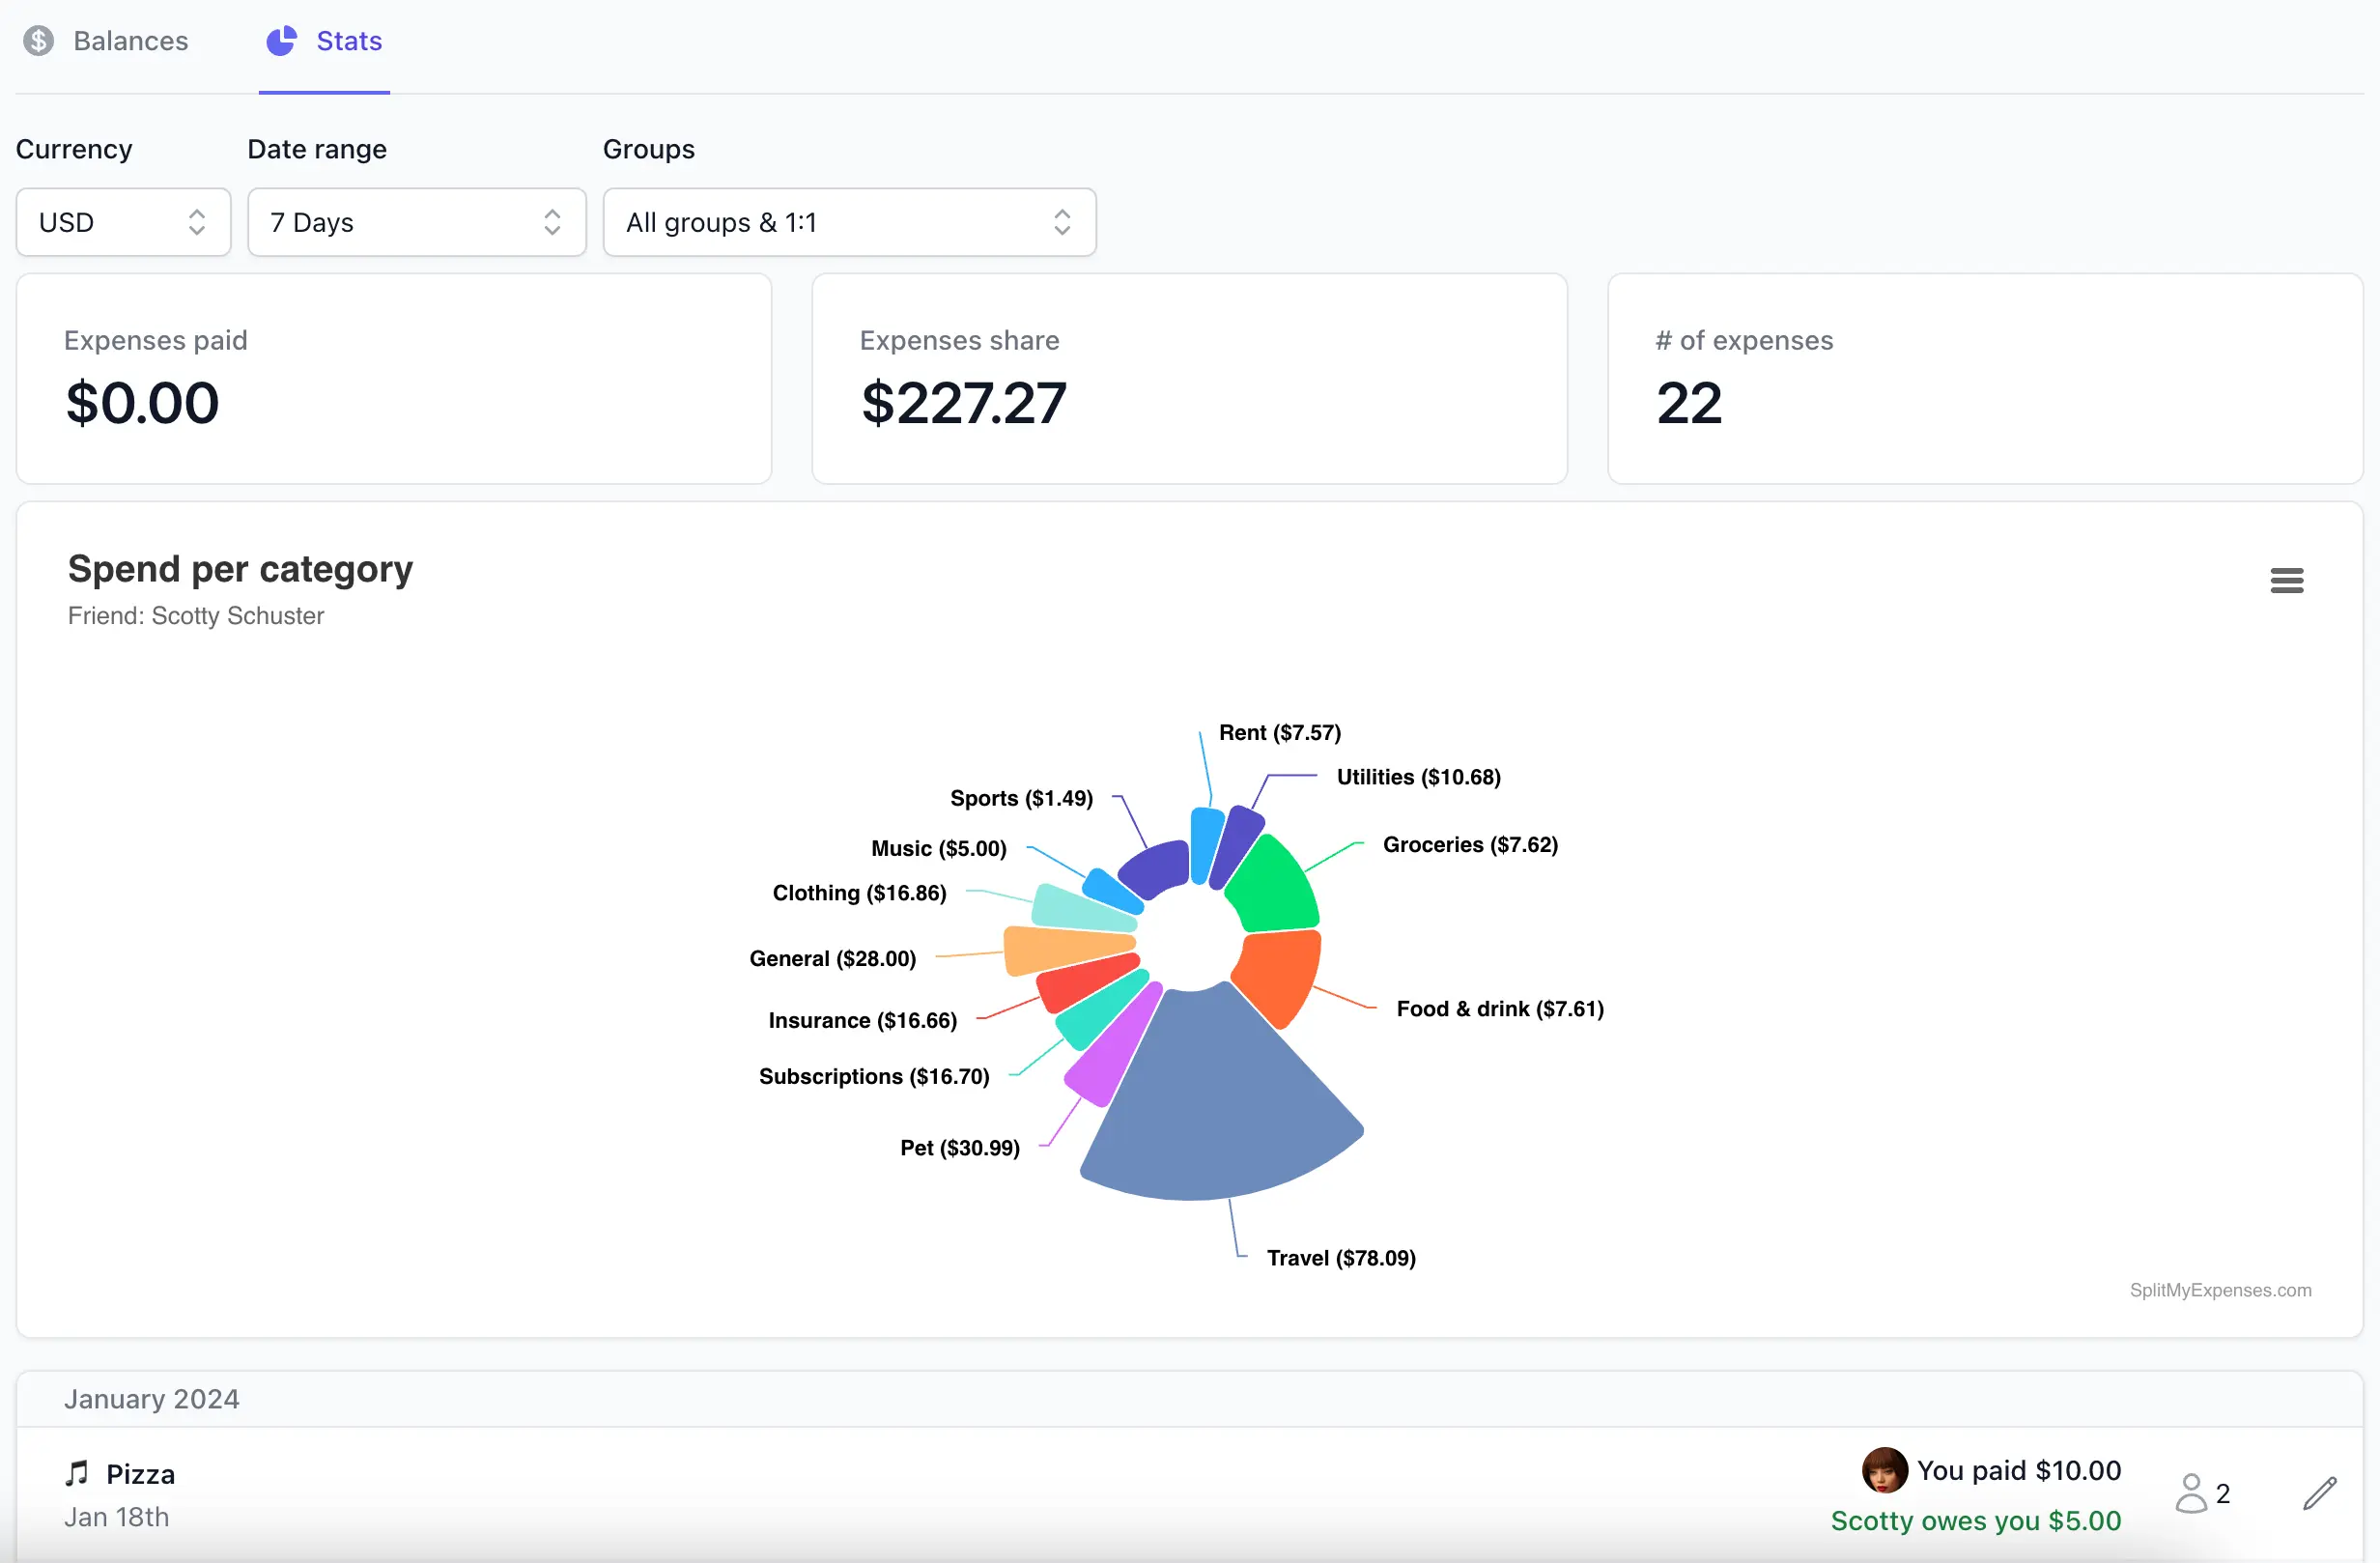 Balances
Stats
Currency
Date range
Groups
USD
7 Days
All groups & 1:1
Expenses paid
$0.00
Expenses share
$227.27
# of expenses
22
Spend per category
Friend: Scotty Schuster
Rent ($7.57)
Utilities ($10.68)
Sports ($1.49)
Groceries ($7.62)
Music ($5.00)
Clothing ($16.86)
General ($28.00)
Food & drink ($7.61)
Insurance ($16.66)
Subscriptions ($16.70)
Pet ($30.99)
Travel ($78.09)
SplitMyExpenses.com
January 2024
Pizza
Jan 18th
You paid $10.00
Scotty owes you $5.00
2